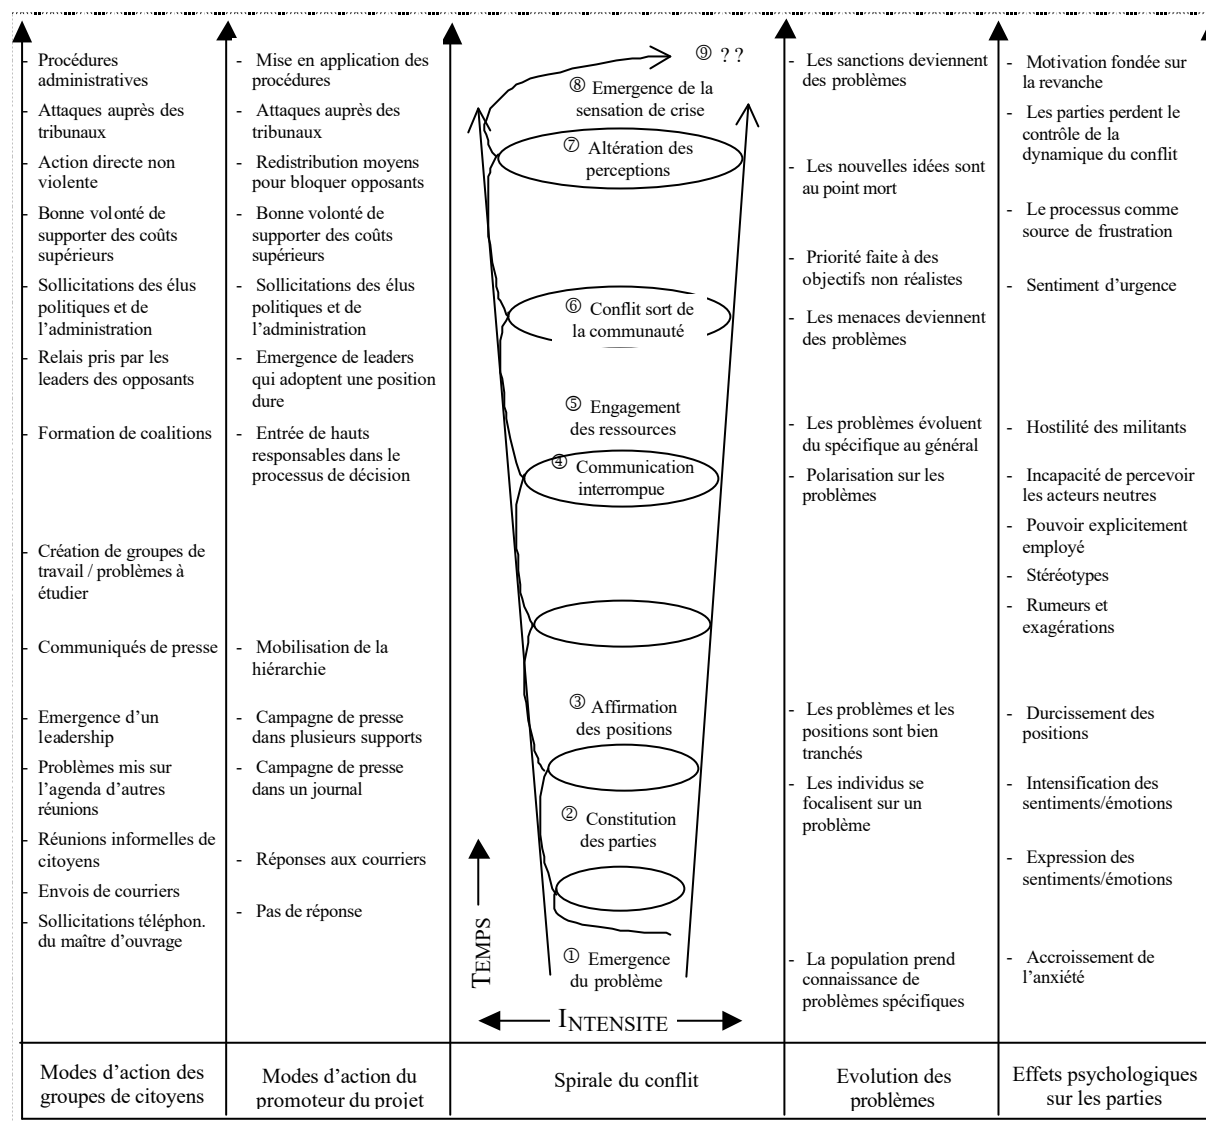 - Procédures
administratives
- Attaques auprès des
tribunaux
- Action directe non
violente
- Bonne volonté de
supporter des coûts
supérieurs
- Sollicitations des élus
politiques et de
l'administration
- Relais pris par les
leaders des opposants
- Formation de coalitions
- Création de groupes de
travail / problèmes à
étudier
- Communiqués de presse
- Emergence d'un
leadership
- Problèmes mis sur
l'agenda d'autres
réunions
- Réunions informelles de
citoyens
- Envois de courriers
- Sollicitations téléphon.
du maître d'ouvrage
Modes d'action des
groupes de citoyens
- Mise en application des
procédures
- Attaques auprès des
tribunaux
- Redistribution moyens
pour bloquer opposants
- Bonne volonté de
supporter des coûts
supérieurs
- Sollicitations des élus
politiques et de
l'administration
- Emergence de leaders
qui adoptent une position
dure
- Entrée de hauts
responsables dans le
processus de décision
- Mobilisation de la
hiérarchie
- Campagne de presse
dans plusieurs supports
- Campagne de presse
dans un journal
- Réponses aux courriers
- Pas de réponse
Modes d'action du
promoteur du projet
⑨ ??
⑧ Emergence de la
sensation de crise
⑦ Altération des
perceptions
⑥ Conflit sort de
la communauté
⑤ Engagement
des ressources
④ Communication
interrompue
③ Affirmation
des positions
② Constitution
des parties
① Emergence
du problème
TEMPS
INTENSITE
Spirale du conflit
- Les sanctions deviennent
des problèmes
- Les nouvelles idées sont
au point mort
- Priorité faite à des
objectifs non réalistes
- Les menaces deviennent
des problèmes
- Les problèmes évoluent
du spécifique au général
- Polarisation sur les
problèmes
- Les problèmes et les
positions sont bien
tranchés
- Les individus se
focalisent sur un
problème
- La population prend
connaissance de
problèmes spécifiques
Evolution des
problèmes
- Motivation fondée sur
la revanche
- Les parties perdent le
contrôle de la
dynamique du conflit
- Le processus comme
source de frustration
- Sentiment d'urgence
- Hostilité des militants
- Incapacité de percevoir
les acteurs neutres
- Pouvoir explicitement
employé
- Stéréotypes
- Rumeurs et
exagérations
- Durcissement des
positions
- Intensification des
sentiments/émotions
- Expression des
sentiments/émotions
- Accroissement de
l'anxiété
Effets psychologiques
sur les parties